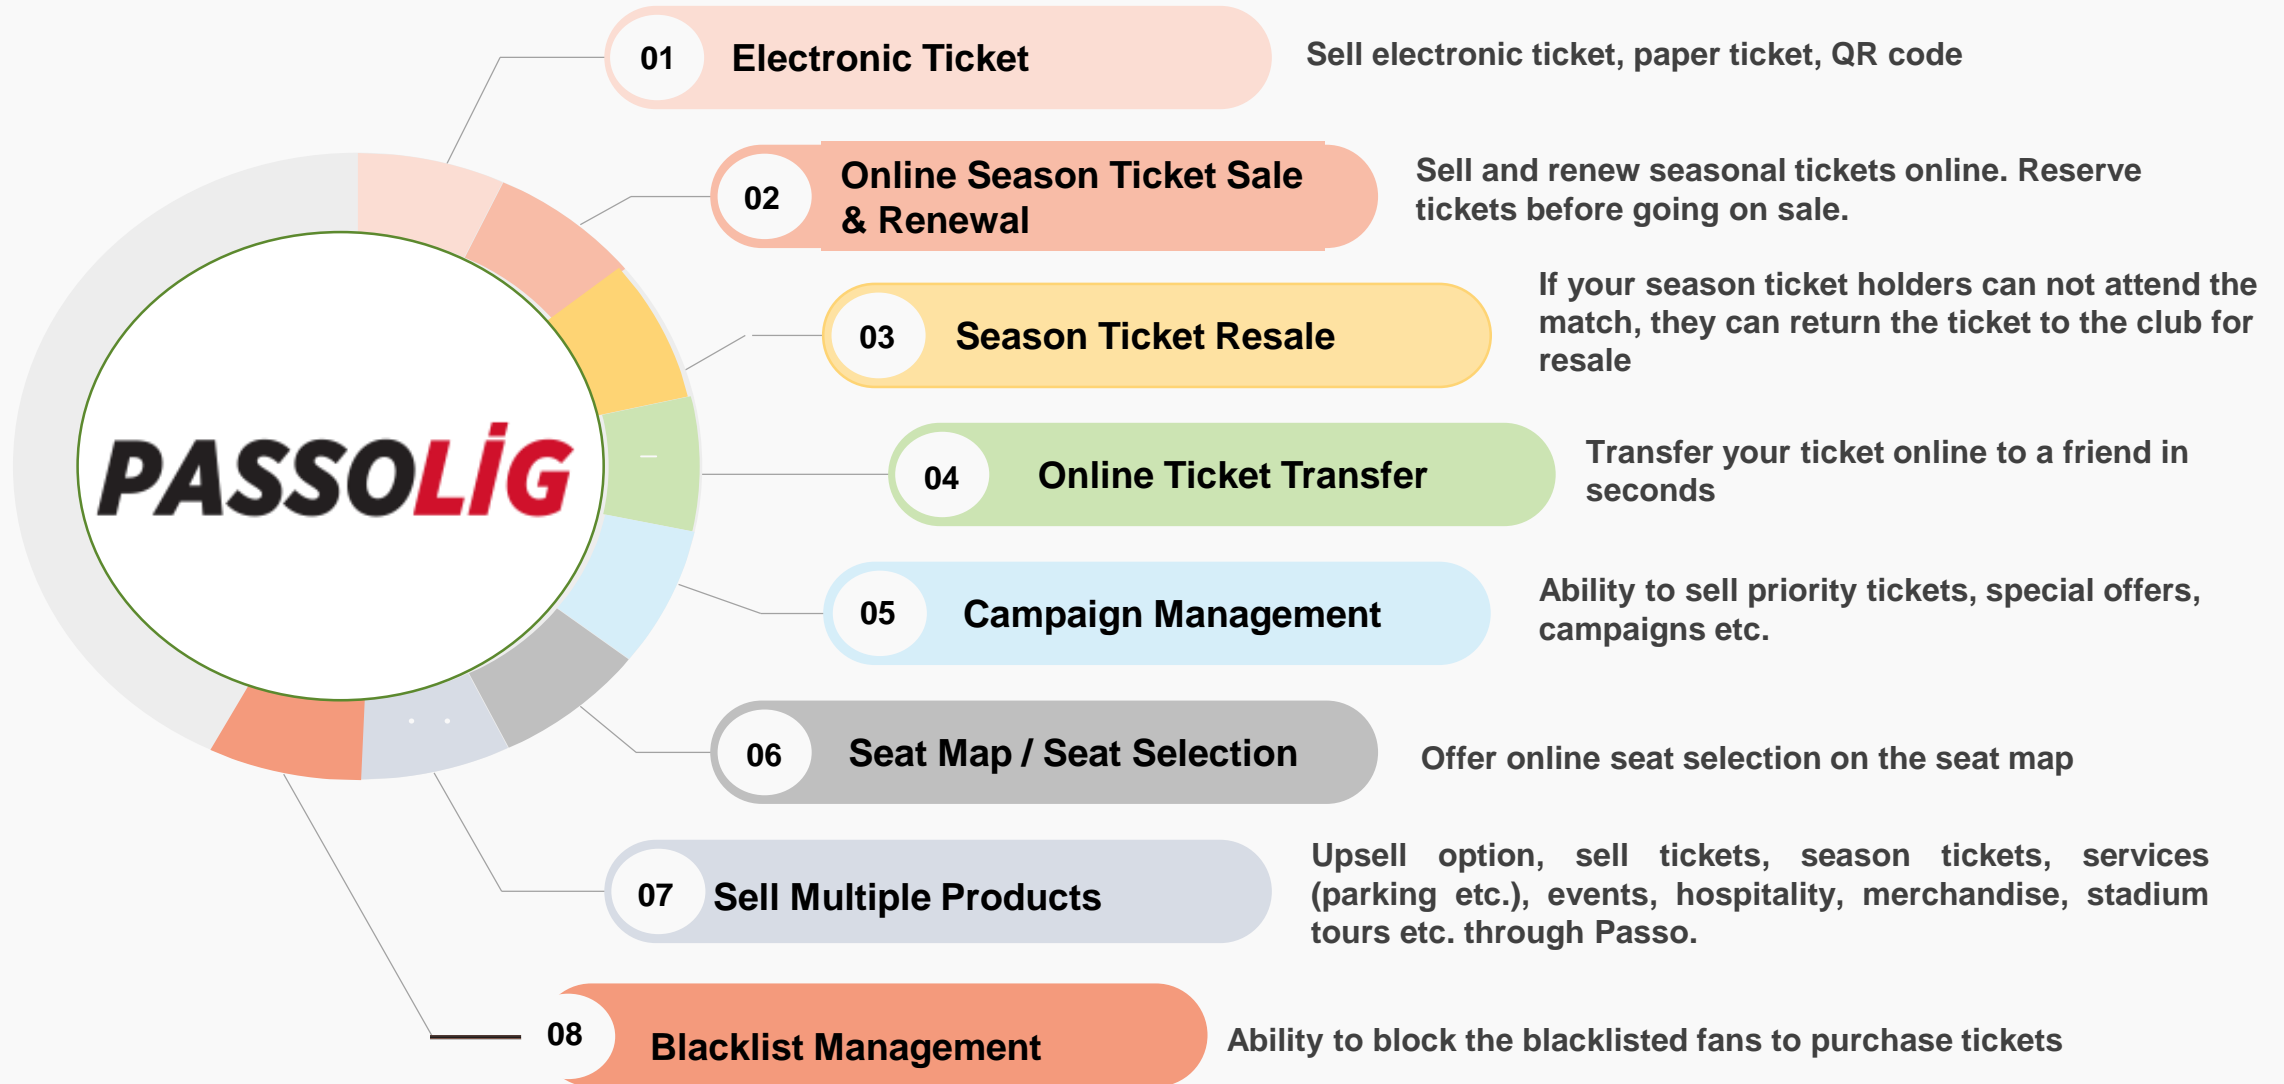 PASSOLİG
01
Electronic Ticket
Sell electronic ticket, paper ticket, QR code
02
Online Season Ticket Sale
& Renewal
Sell and renew seasonal tickets online. Reserve
tickets before going on sale.
03
Season Ticket Resale
If your season ticket holders can not attend the
match, they can return the ticket to the club for
resale
04
Online Ticket Transfer
Transfer your ticket online to a friend in
seconds
05
Campaign Management
Ability to sell priority tickets, special offers,
campaigns etc.
06
Seat Map / Seat Selection
Offer online seat selection on the seat map
07
Sell Multiple Products
Upsell option, sell tickets, season tickets, services
(parking etc.), events, hospitality, merchandise, stadium
tours etc. through Passo.
08
Blacklist Management
Ability to block the blacklisted fans to purchase tickets